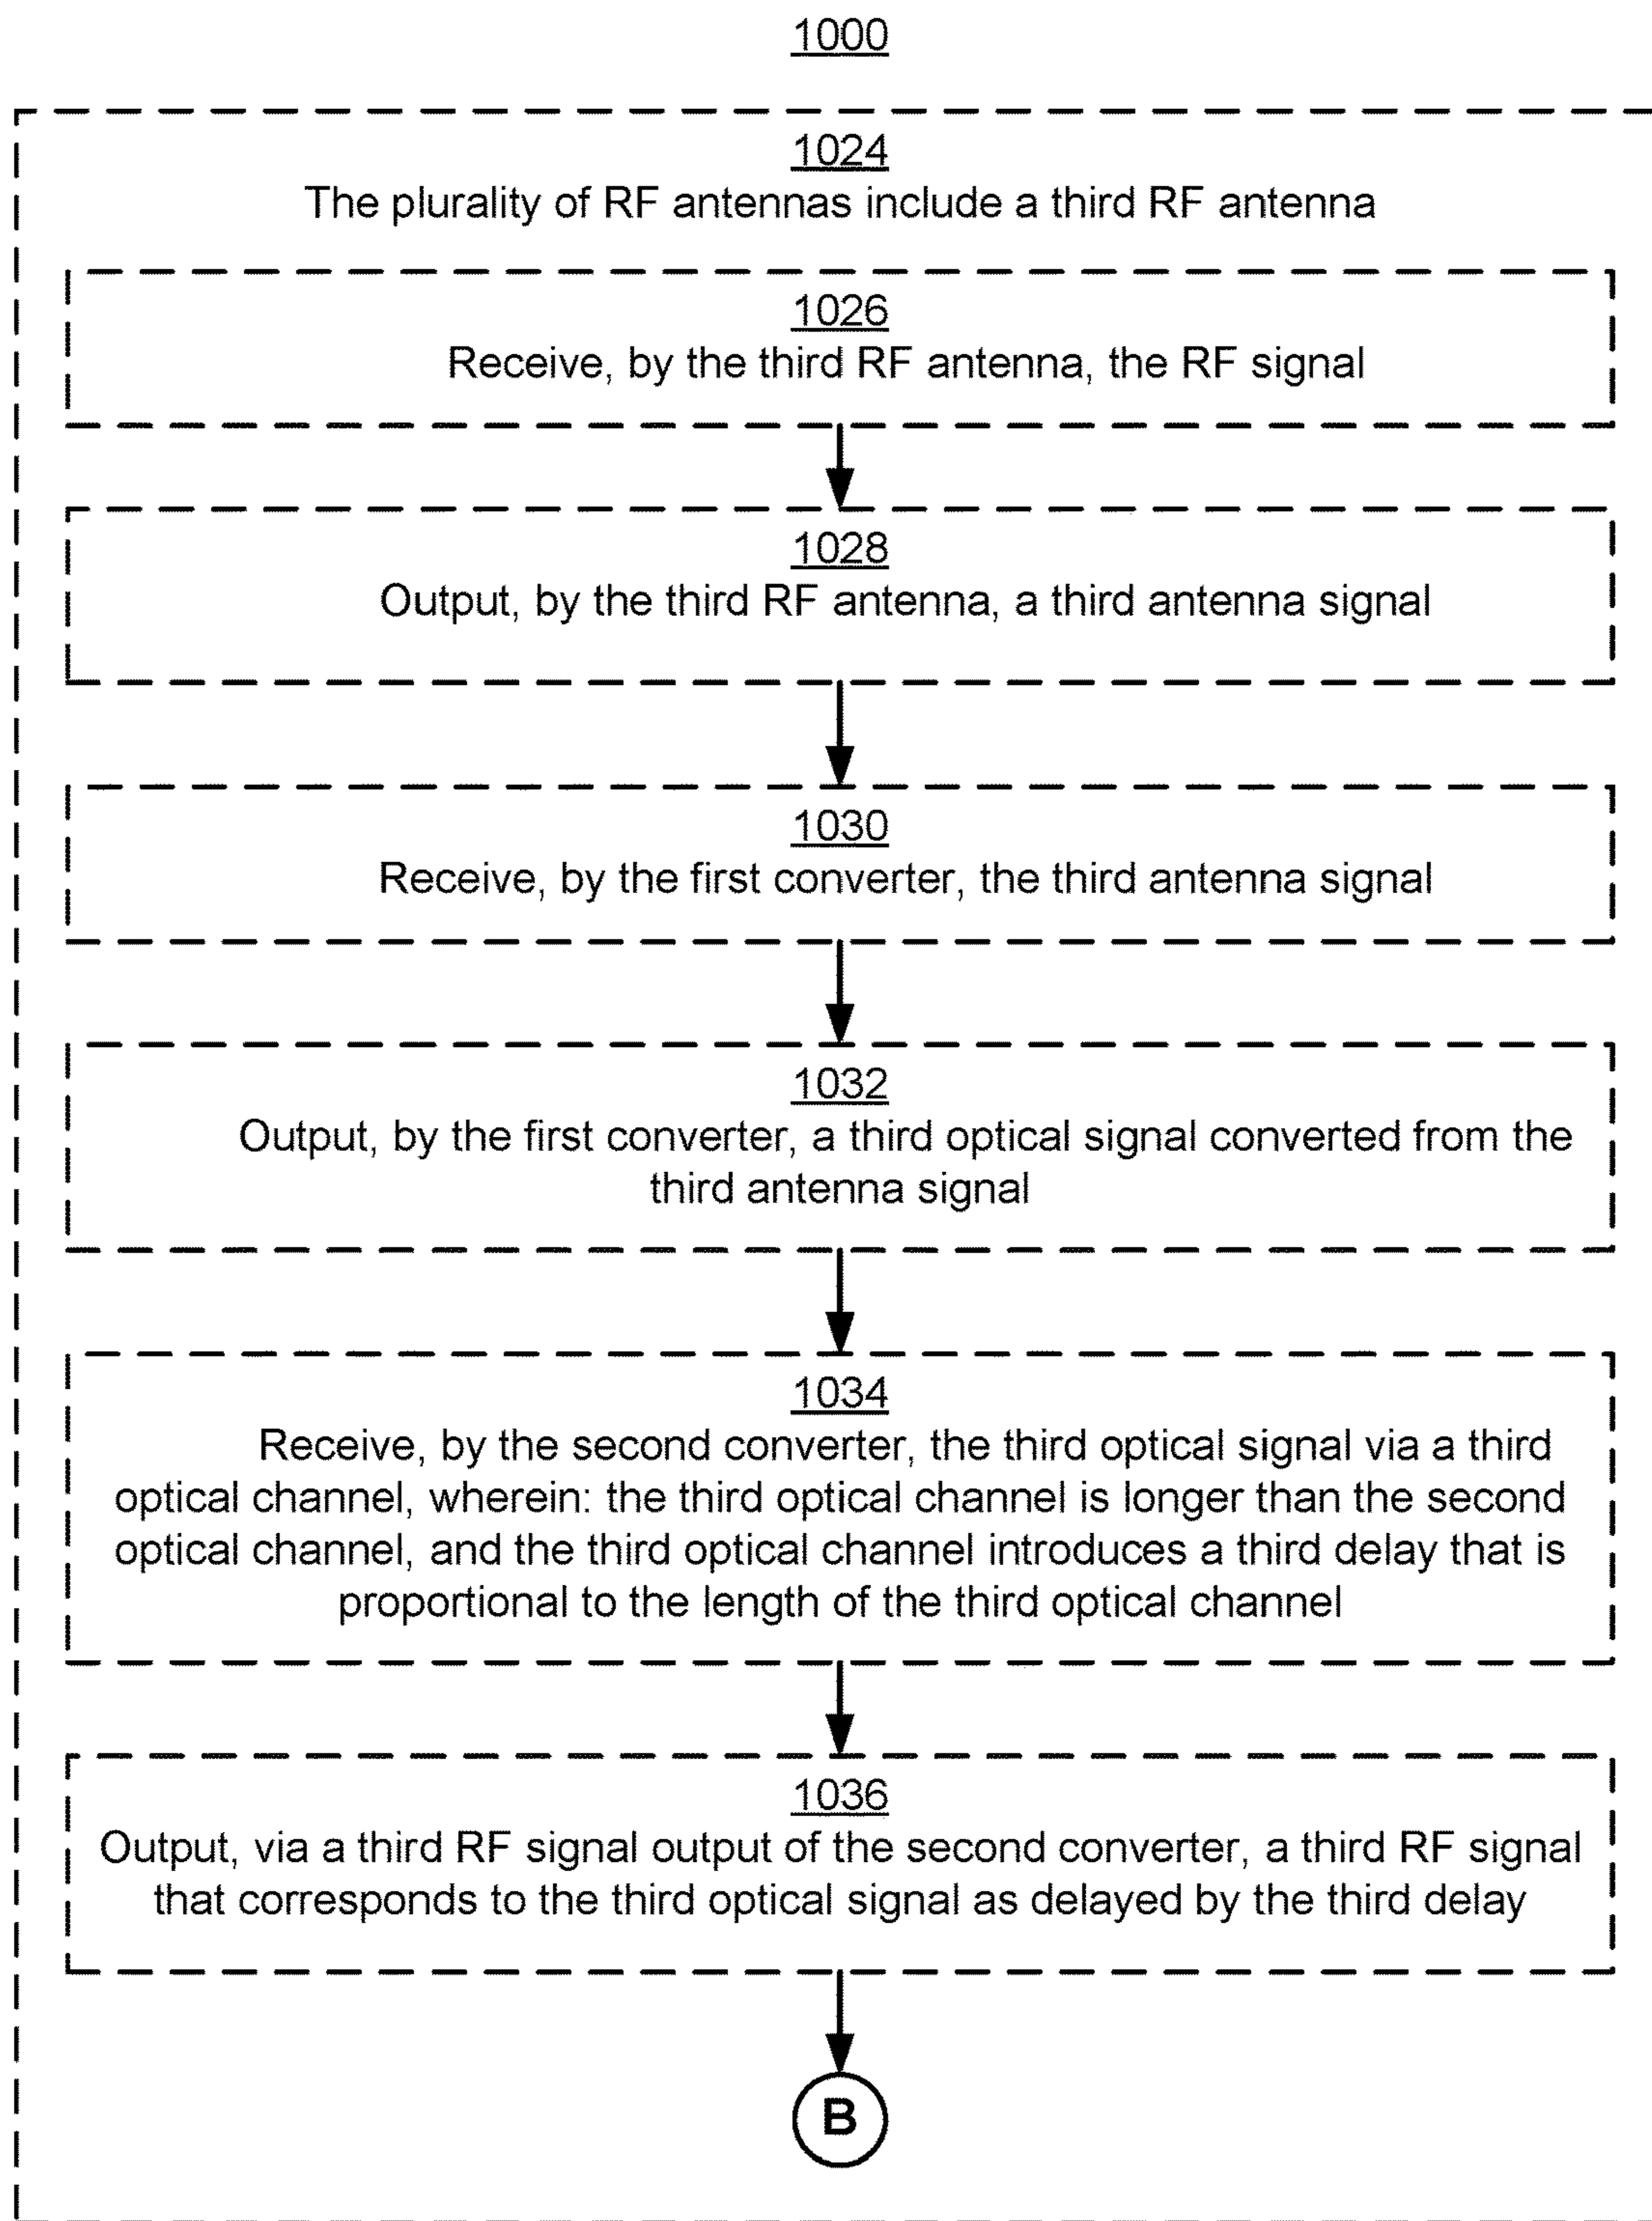 1000
1024
The plurality of RF antennas include a third RF antenna
1026
Receive, by the third RF antenna, the RF signal
1028
Output, by the third RF antenna, a third antenna signal
1030
Receive, by the first converter, the third antenna signal
1032
Output, by the first converter, a third optical signal converted from the
third antenna signal
1034
Receive, by the second converter, the third optical signal via a third
optical channel, wherein: the third optical channel is longer than the second
optical channel, and the third optical channel introduces a third delay that is
proportional to the length of the third optical channel
1036
Output, via a third RF signal output of the second converter, a third RF signal
that corresponds to the third optical signal as delayed by the third delay
B